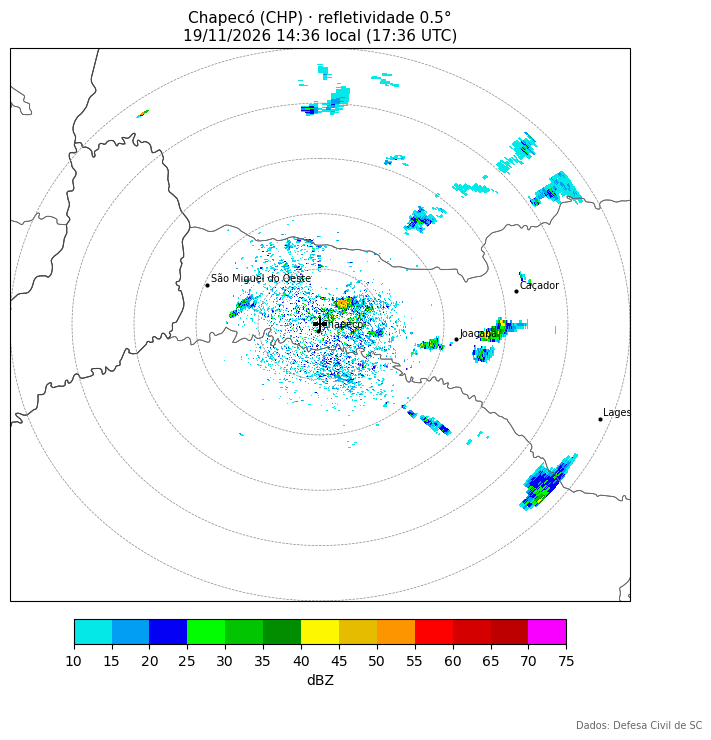 Chapecó (CHP) · refletividade 0.5°
19/11/2026 14:36 local (17:36 UTC)
São Miguel do Oeste
Caçador
Chapecó
Joaçaba
Lages
10 15 20 25 30 35 40 45 50 55 60 65 70 75
dBZ
Dados: Defesa Civil de SC